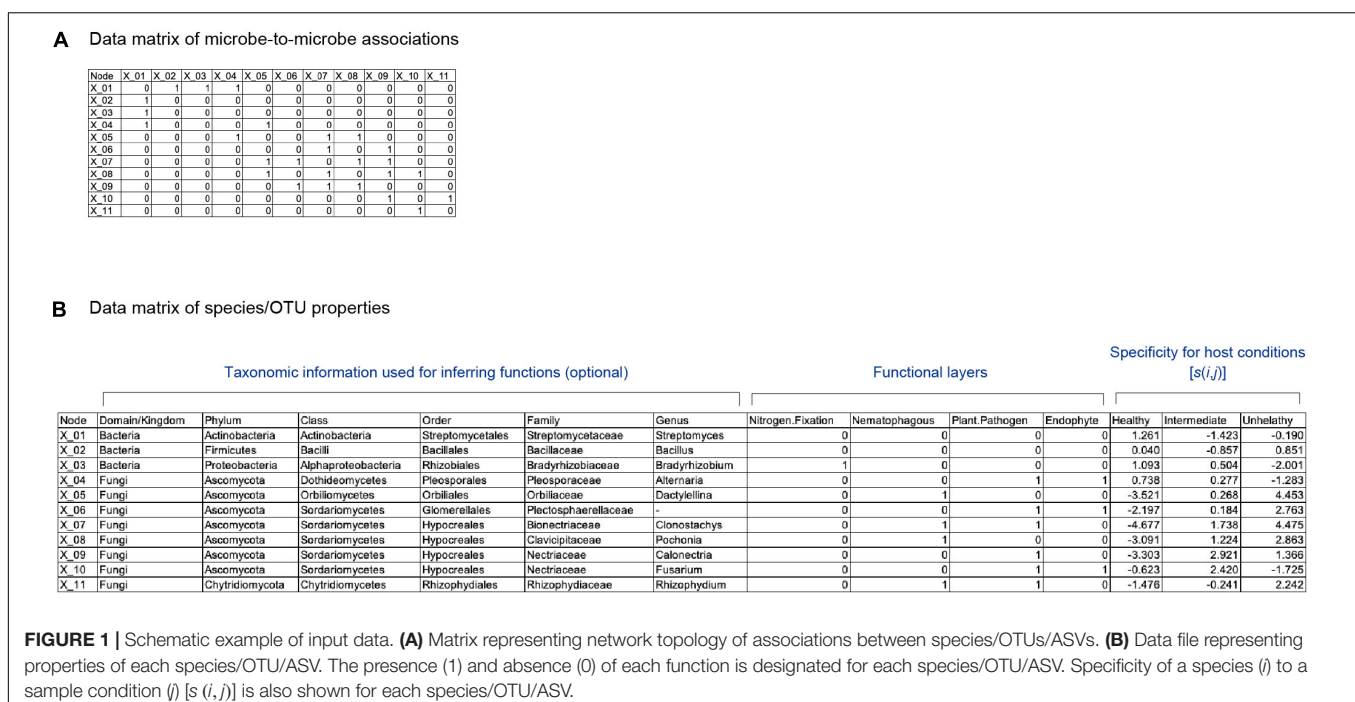 A Data matrix of microbe-to-microbe associations
Node X_01 X_02 X_03 X_04 X_05 X_06 X_07 X_08 X_09 X_10 X_11
X_01 0 1 1 1 0 0 0 0 0 0 0
X_02 1 0 0 0 0 0 0 0 0 0 0
X_03 1 0 0 0 0 0 0 0 0 0 0
X_04 1 0 0 0 1 0 0 0 0 0 0
X_05 0 0 0 1 0 0 1 1 0 0 0
X_06 0 0 0 0 0 0 1 0 1 0 0
X_07 0 0 0 0 1 1 0 1 1 0 0
X_08 0 0 0 0 1 0 1 0 1 1 0
X_09 0 0 0 0 0 1 1 1 0 0 0
X_10 0 0 0 0 0 0 0 0 1 0 1
X_11 0 0 0 0 0 0 0 0 0 1 0
B Data matrix of species/OTU properties
Specificity for host conditions
Taxonomic information used for inferring functions (optional) Functional layers [s(i,j)]
Node Domain/Kingdom Phylum Class Order Family Genus Nitrogen.Fixation Nematophagous Plant.Pathogen Endophyte Healthy Intermediate Unhelathy
X_01 Bacteria Actinobacteria Actinobacteria Streptomycetales Streptomycetaceae Streptomyces 0 0 0 0 1.261 -1.423 -0.190
X_02 Bacteria Firmicutes Bacilli Bacillales Bacillaceae Bacillus 0 0 0 0 0.040 -0.857 0.851
X_03 Bacteria Proteobacteria Alphaproteobacteria Rhizobiales Bradyrhizobiaceae Bradyrhizobium 1 0 0 0 1.093 0.504 -2.001
X_04 Fungi Ascomycota Dothideomycetes Pleosporales Pleosporaceae Alternaria 0 0 1 1 0.738 0.277 -1.283
X_05 Fungi Ascomycota Orbiliomycetes Orbiliales Orbiliaceae Dactylellina 0 1 0 0 -3.521 0.268 4.453
X_06 Fungi Ascomycota Sordariomycetes Glomerellales Plectosphaerellaceae - 0 0 1 1 -2.197 0.184 2.763
X_07 Fungi Ascomycota Sordariomycetes Hypocreales Bionectriaceae Clonostachys 0 1 1 0 -4.677 1.738 4.475
X_08 Fungi Ascomycota Sordariomycetes Hypocreales Clavicipitaceae Pochonia 0 1 0 0 -3.091 1.224 2.863
X_09 Fungi Ascomycota Sordariomycetes Hypocreales Nectriaceae Calonectria 0 0 1 0 -3.303 2.921 1.366
X_10 Fungi Ascomycota Sordariomycetes Hypocreales Nectriaceae Fusarium 0 0 1 1 -0.623 2.420 -1.725
X_11 Fungi Chytridiomycota Chytridiomycetes Rhizophydiales Rhizophydiaceae Rhizophydium 0 1 1 0 -1.476 -0.241 2.242
FIGURE 1 | Schematic example of input data. (A) Matrix representing network topology of associations between species/OTUs/ASVs. (B) Data file representing
properties of each species/OTU/ASV. The presence (1) and absence (0) of each function is designated for each species/OTU/ASV. Specificity of a species (i) to a
sample condition (j) [s (i, j)] is also shown for each species/OTU/ASV.